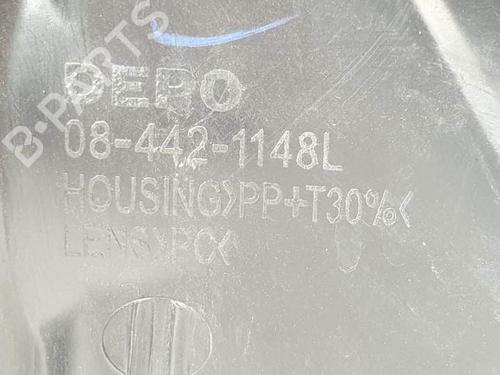 B-PARTS
DEPO
08-442-1148L
HOUSING>PP+T30%<
LENS>PC<